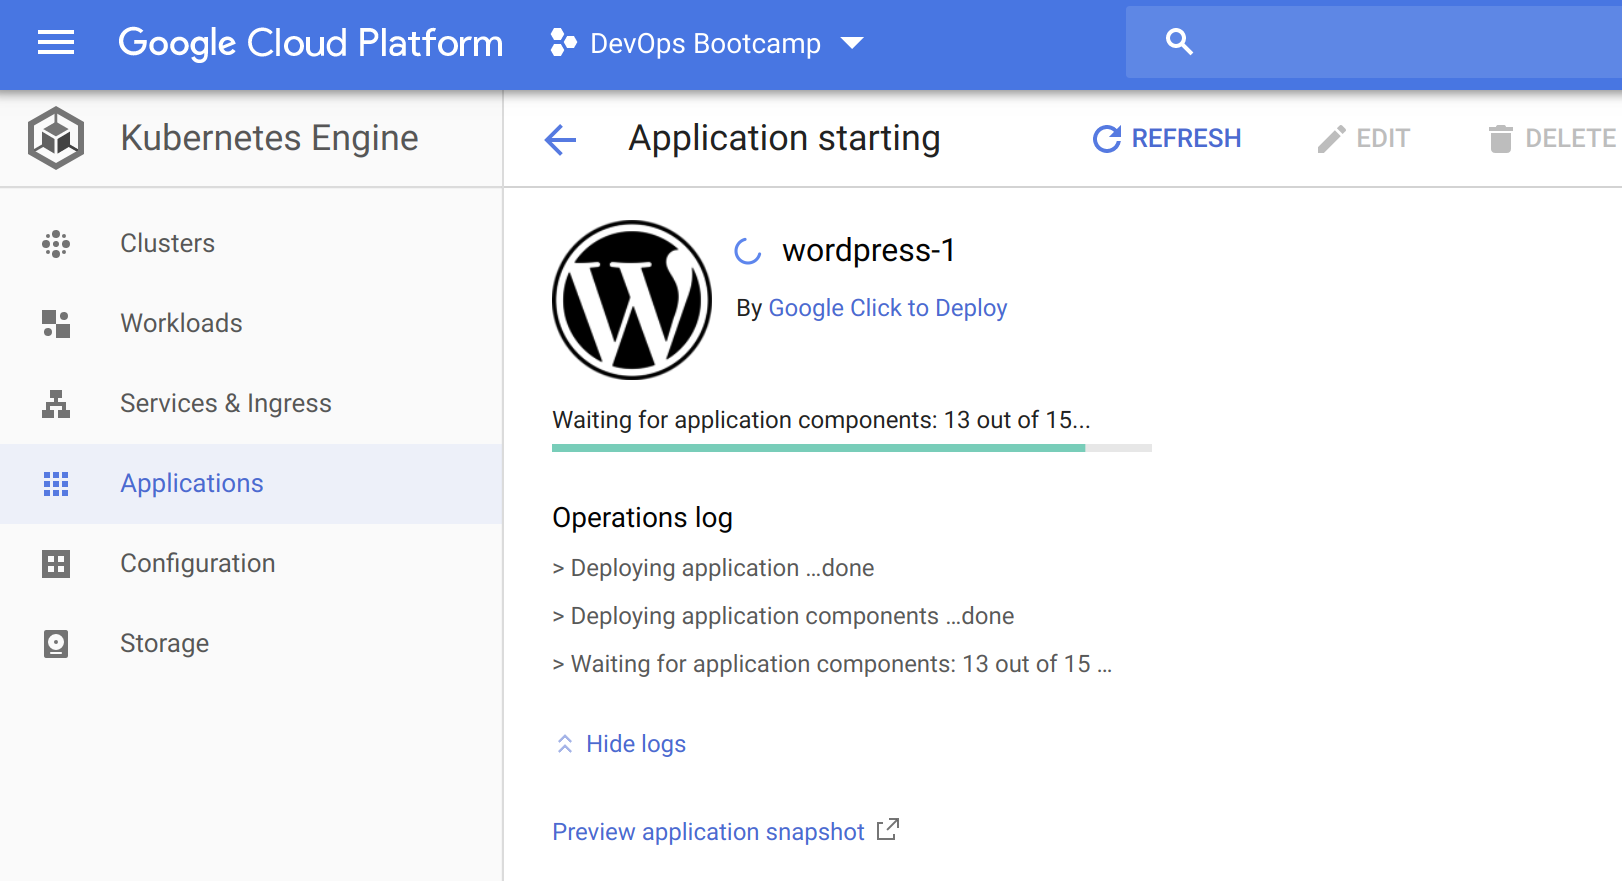 Google Cloud Platform
DevOps Bootcamp
Kubernetes Engine
Application starting
REFRESH
EDIT
DELETE
Clusters
Workloads
Services & Ingress
Applications
Configuration
Storage
wordpress-1
By Google Click to Deploy
Waiting for application components: 13 out of 15...
Operations log
> Deploying application ...done
> Deploying application components ...done
> Waiting for application components: 13 out of 15 ...
Hide logs
Preview application snapshot